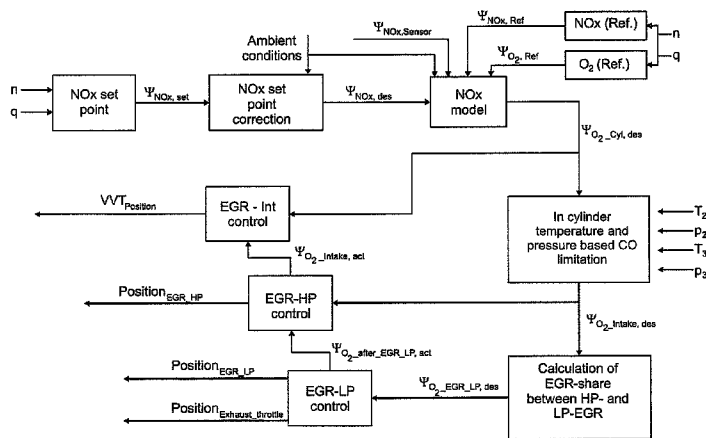 Ψ_NOx, Ref
NOx (Ref.)
n
Ψ_NOx,Sensor
Ambient
conditions
Ψ_O₂, Ref
O₂ (Ref.)
q
n
q
NOx set
point
Ψ_NOx, set
NOx set
point
correction
Ψ_NOx, des
NOx
model
Ψ_O₂_Cyl, des
VVT_Position
EGR - Int
control
In cylinder
temperature and
pressure based CO
limitation
T₂
p₂
T₃
p₃
Ψ_O₂_Intake, act
Position_EGR_HP
EGR-HP
control
Ψ_O₂_Intake, des
Ψ_O₂_after_EGR_LP, act
Position_EGR_LP
Position_Exhaust_throttle
EGR-LP
control
Ψ_O₂_EGR_LP, des
Calculation of
EGR-share
between HP- and
LP-EGR